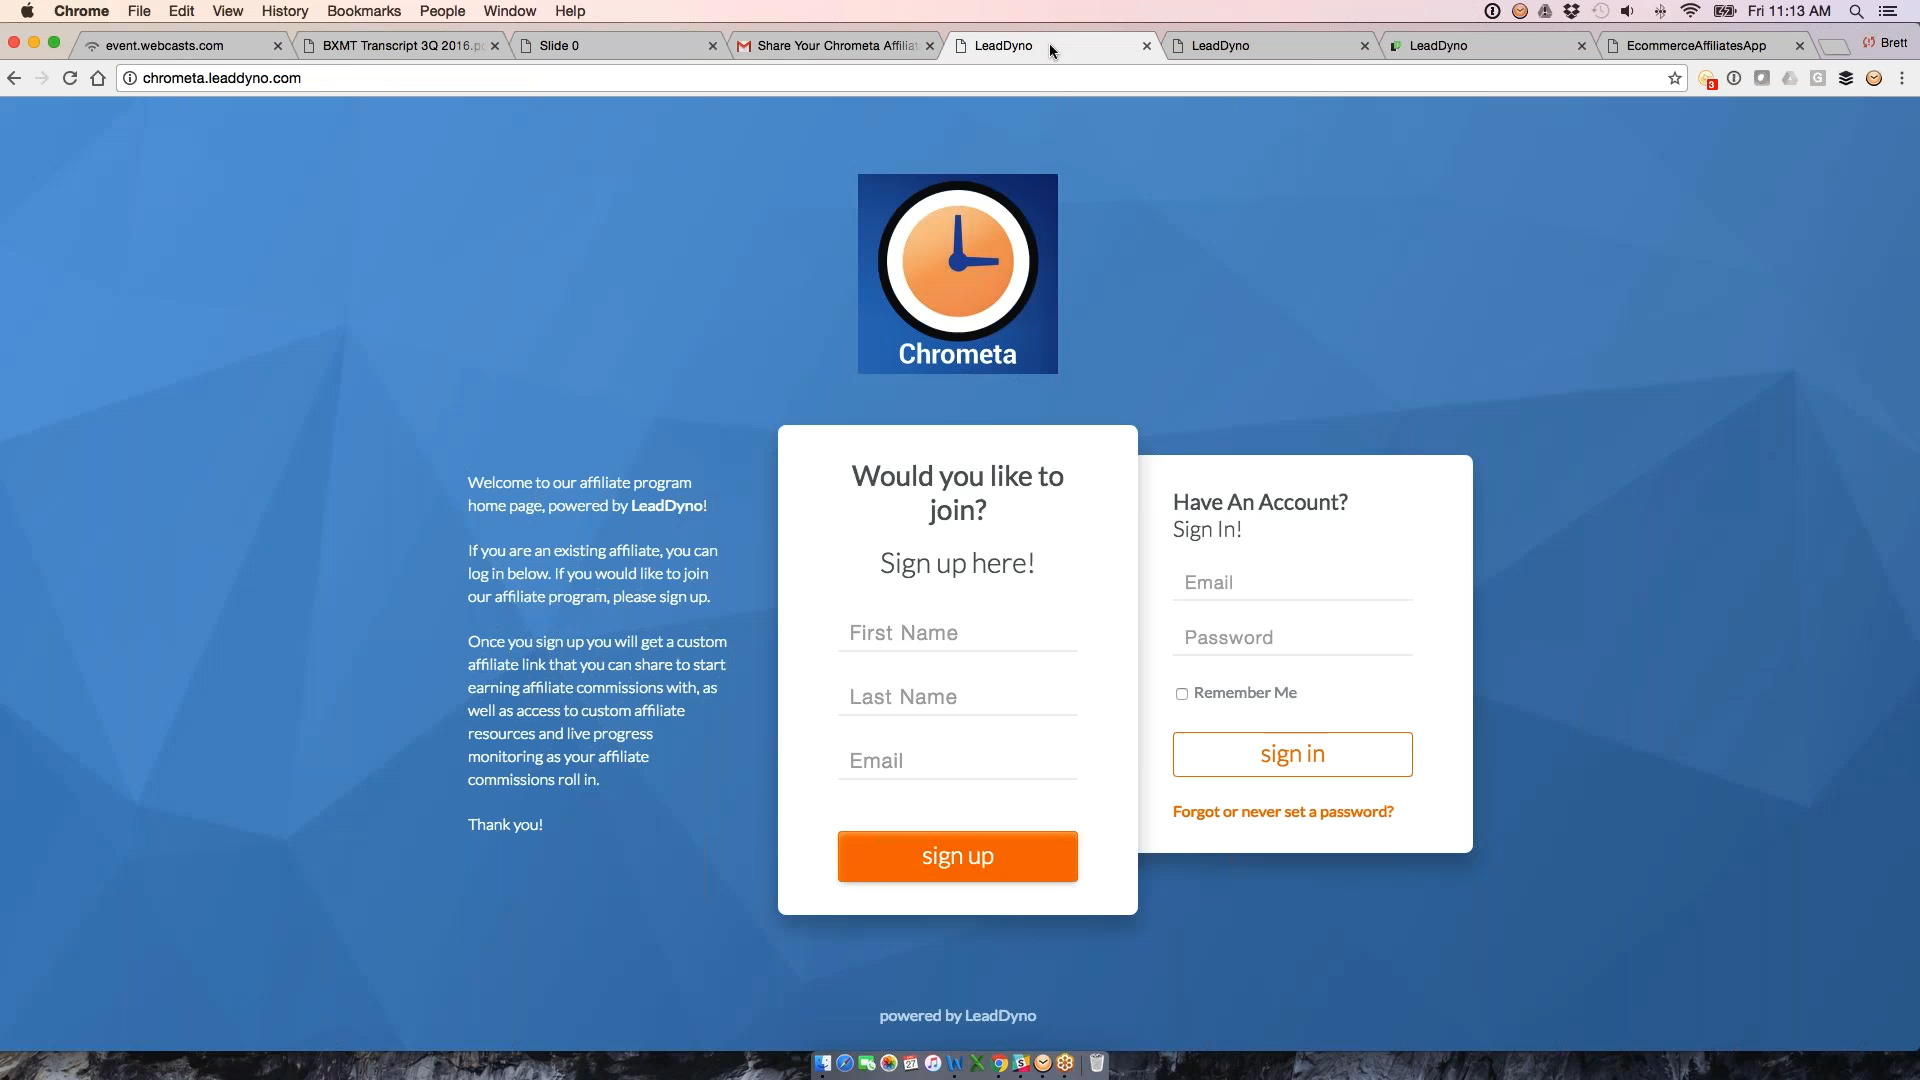 Chrome File Edit View History Bookmarks People Window Help Fri 11:13 AM
event.webcasts.com BXMT Transcript 3Q 2016.p Slide 0 Share Your Chrometa Affilia LeadDyno LeadDyno LeadDyno EcommerceAffiliatesApp Brett
chrometa.leaddyno.com 3
Chrometa
Welcome to our affiliate program
home page, powered by LeadDyno!
If you are an existing affiliate, you can
log in below. If you would like to join
our affiliate program, please sign up.
Once you sign up you will get a custom
affiliate link that you can share to start
earning affiliate commissions with, as
well as access to custom affiliate
resources and live progress
monitoring as your affiliate
commissions roll in.
Thank you!
Would you like to
join?
Sign up here!
First Name
Last Name
Email
sign up
Have An Account?
Sign In!
Email
Password
Remember Me
sign in
Forgot or never set a password?
powered by LeadDyno